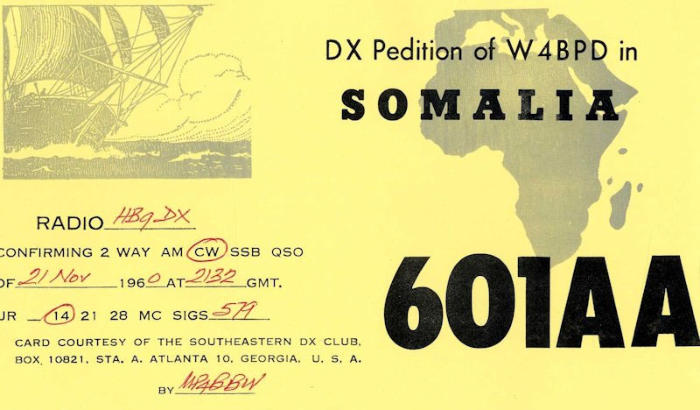 DX Pedition of W4BPD in
SOMALIA
RADIO HB9DX
CONFIRMING 2 WAY AM CW SSB QSO
OF 21 Nov 1960 AT 2132 GMT.
UR 14 21 28 MC SIGS 579
CARD COURTESY OF THE SOUTHEASTERN DX CLUB,
BOX 10821, STA. A. ATLANTA 10, GEORGIA, U. S. A.
BY MP4BBW
601AA